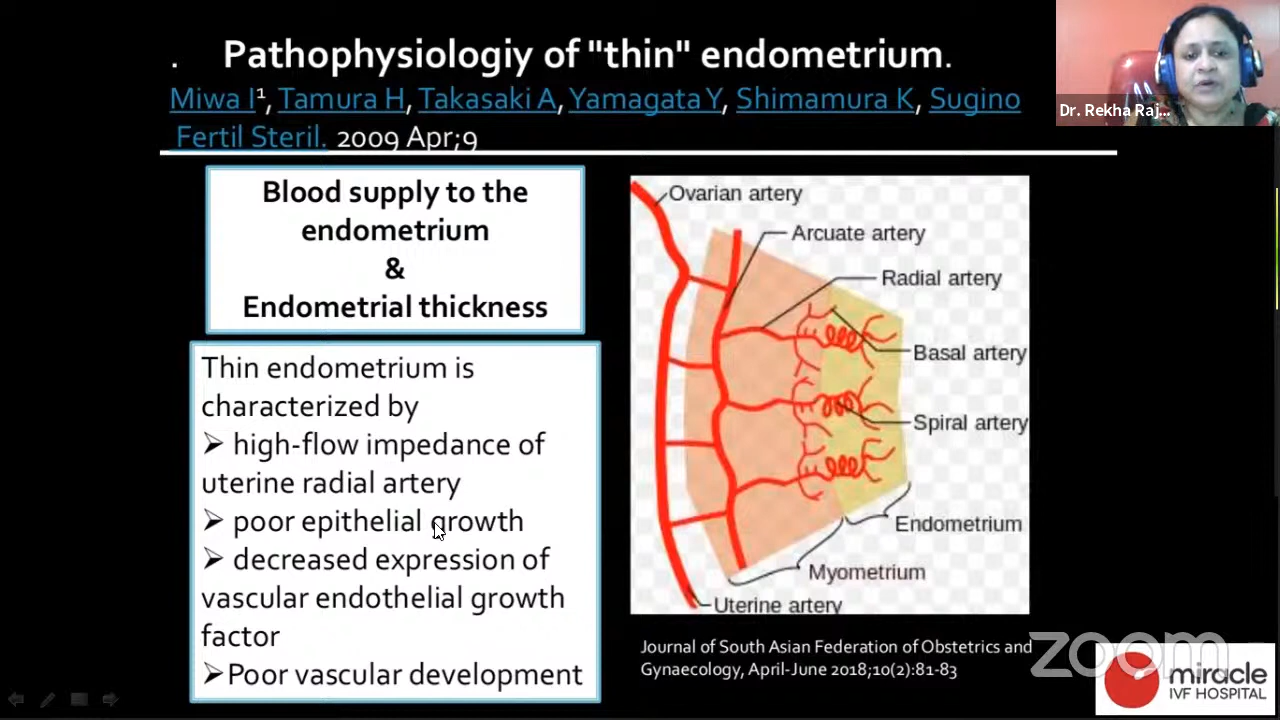 . Pathophysiologiy of "thin" endometrium.
Miwa I¹, Tamura H, Takasaki A, Yamagata Y, Shimamura K, Sugino
Fertil Steril. 2009 Apr;9
Dr. Rekha Raj...
Blood supply to the
endometrium
&
Endometrial thickness
Thin endometrium is
characterized by
➢ high-flow impedance of
uterine radial artery
➢ poor epithelial growth
➢ decreased expression of
vascular endothelial growth
factor
➢Poor vascular development
Ovarian artery
Arcuate artery
Radial artery
Basal artery
Spiral artery
Endometrium
Myometrium
Uterine artery
Journal of South Asian Federation of Obstetrics and
Gynaecology, April-June 2018;10(2):81-83
zoom
miracle
IVF HOSPITAL